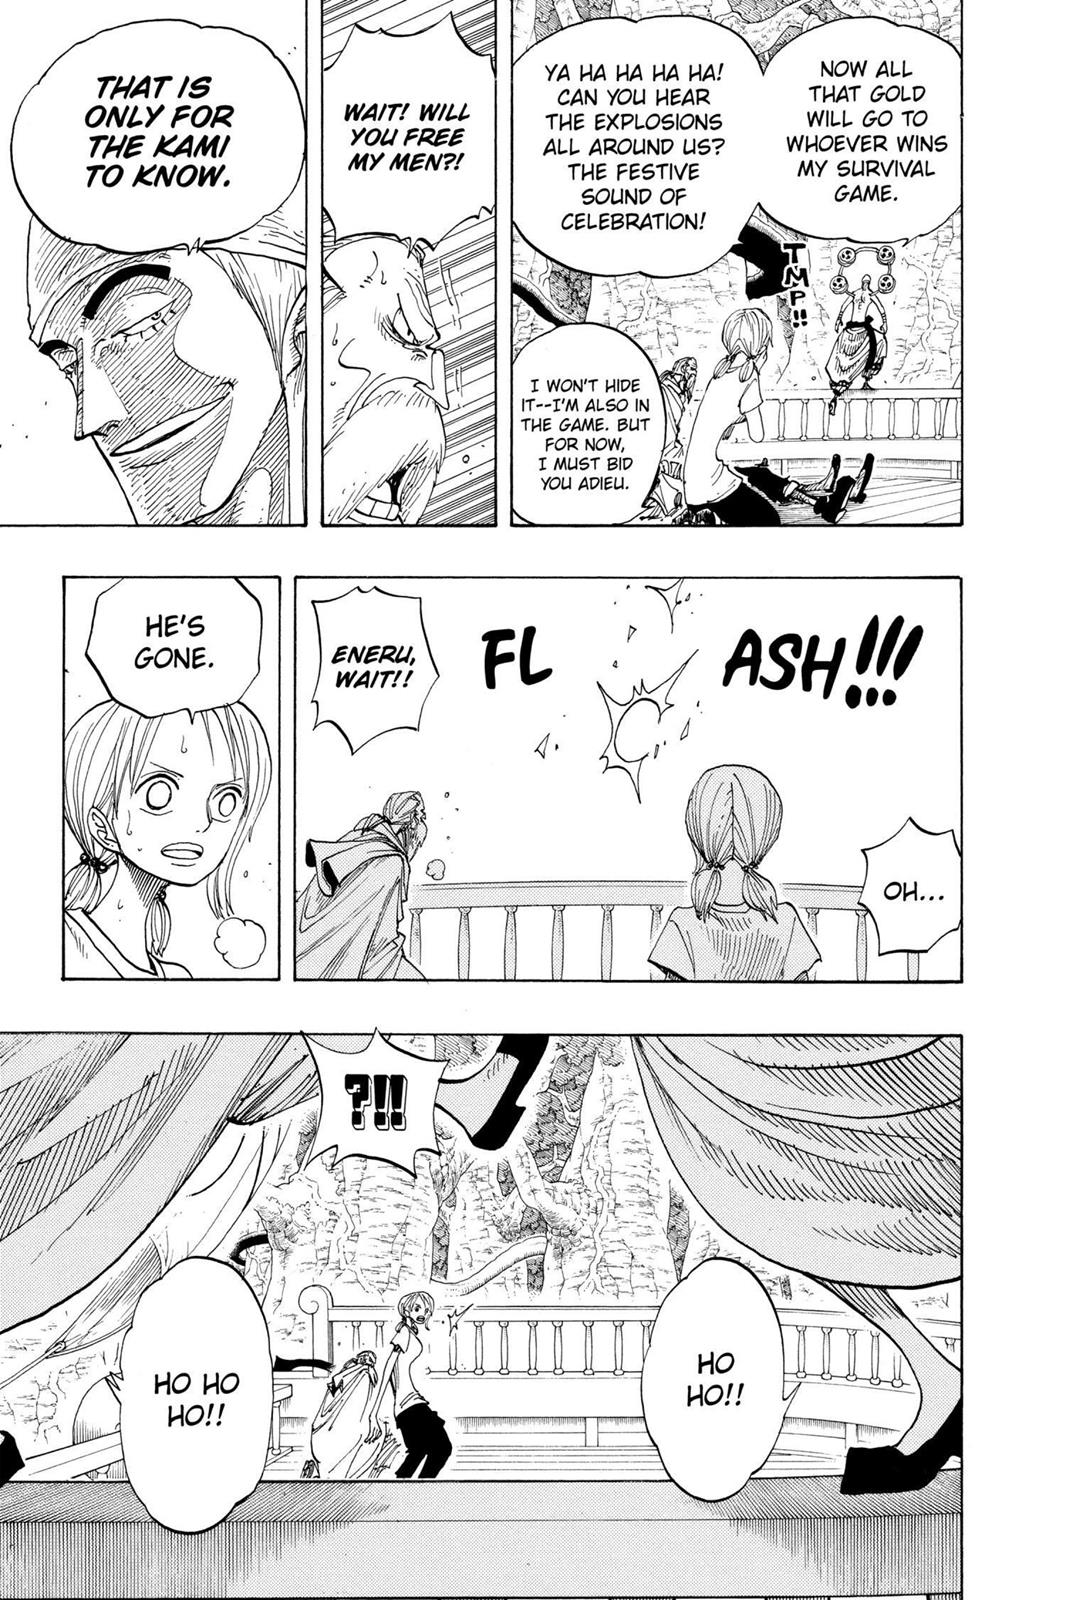 NOW ALL
THAT GOLD
WILL GO TO
WHOEVER WINS
MY SURVIVAL
GAME.
YA HA HA HA HA!
CAN YOU HEAR
THE EXPLOSIONS
ALL AROUND US?
THE FESTIVE
SOUND OF
CELEBRATION!
TMP!!
I WON'T HIDE
IT--I'M ALSO IN
THE GAME. BUT
FOR NOW,
I MUST BID
YOU ADIEU.
WAIT! WILL
YOU FREE
MY MEN?!
THAT IS
ONLY FOR
THE KAMI
TO KNOW.
FL ASH!!!
ENERU,
WAIT!!
OH...
HE'S
GONE.
?!!
HO
HO!!
HO HO
HO!!